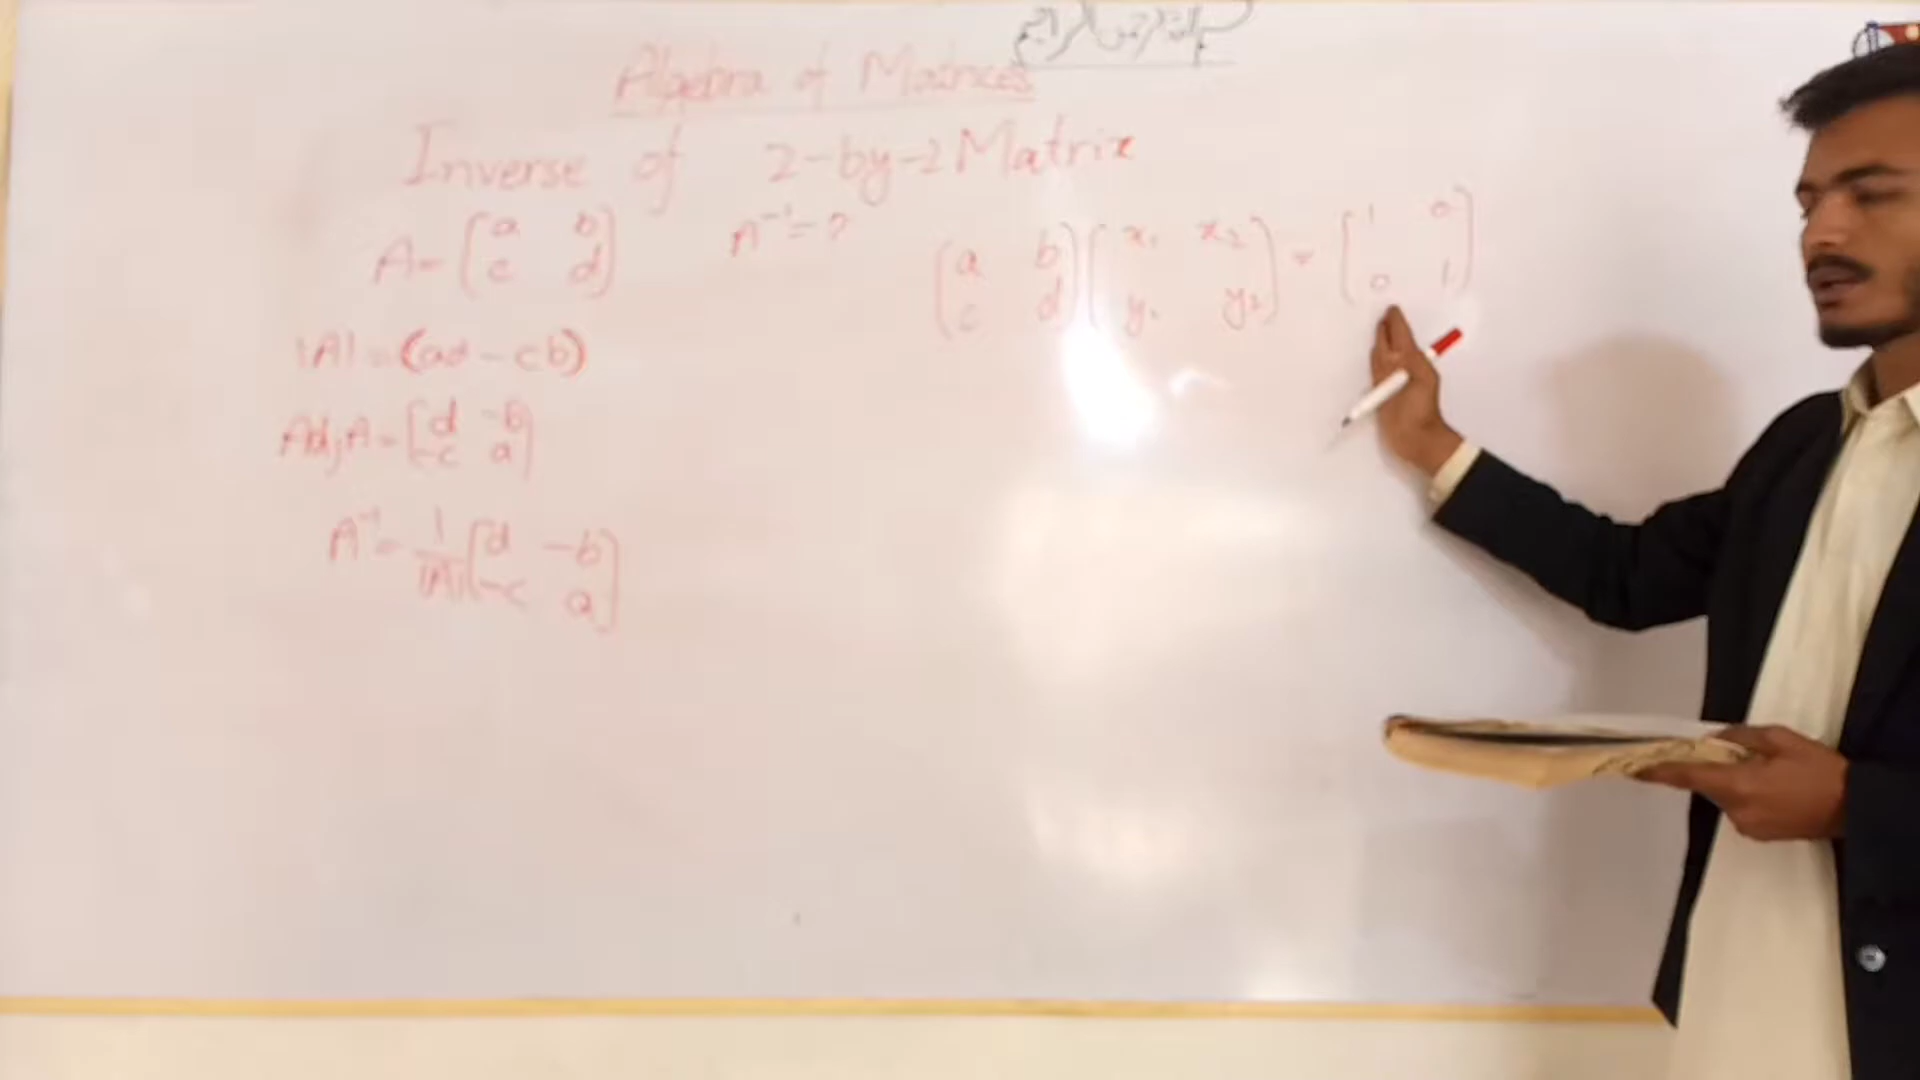 Algebra of Matrices
Inverse of 2-by-2 Matrix
A = [a b
c d]
A⁻¹ = ?
|A| = (ad - cb)
Adj A = [d -b
-c a]
A⁻¹ = 1/|A| [d -b
-c a]
[a b
c d] [x₁ x₂
y₁ y₂] = [1 0
0 1]